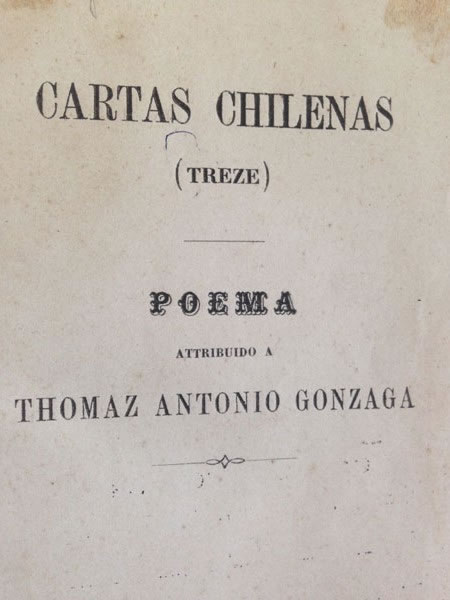 CARTAS CHILENAS
(TREZE)
POEMA
ATTRIBUIDO A
THOMAZ ANTONIO GONZAGA